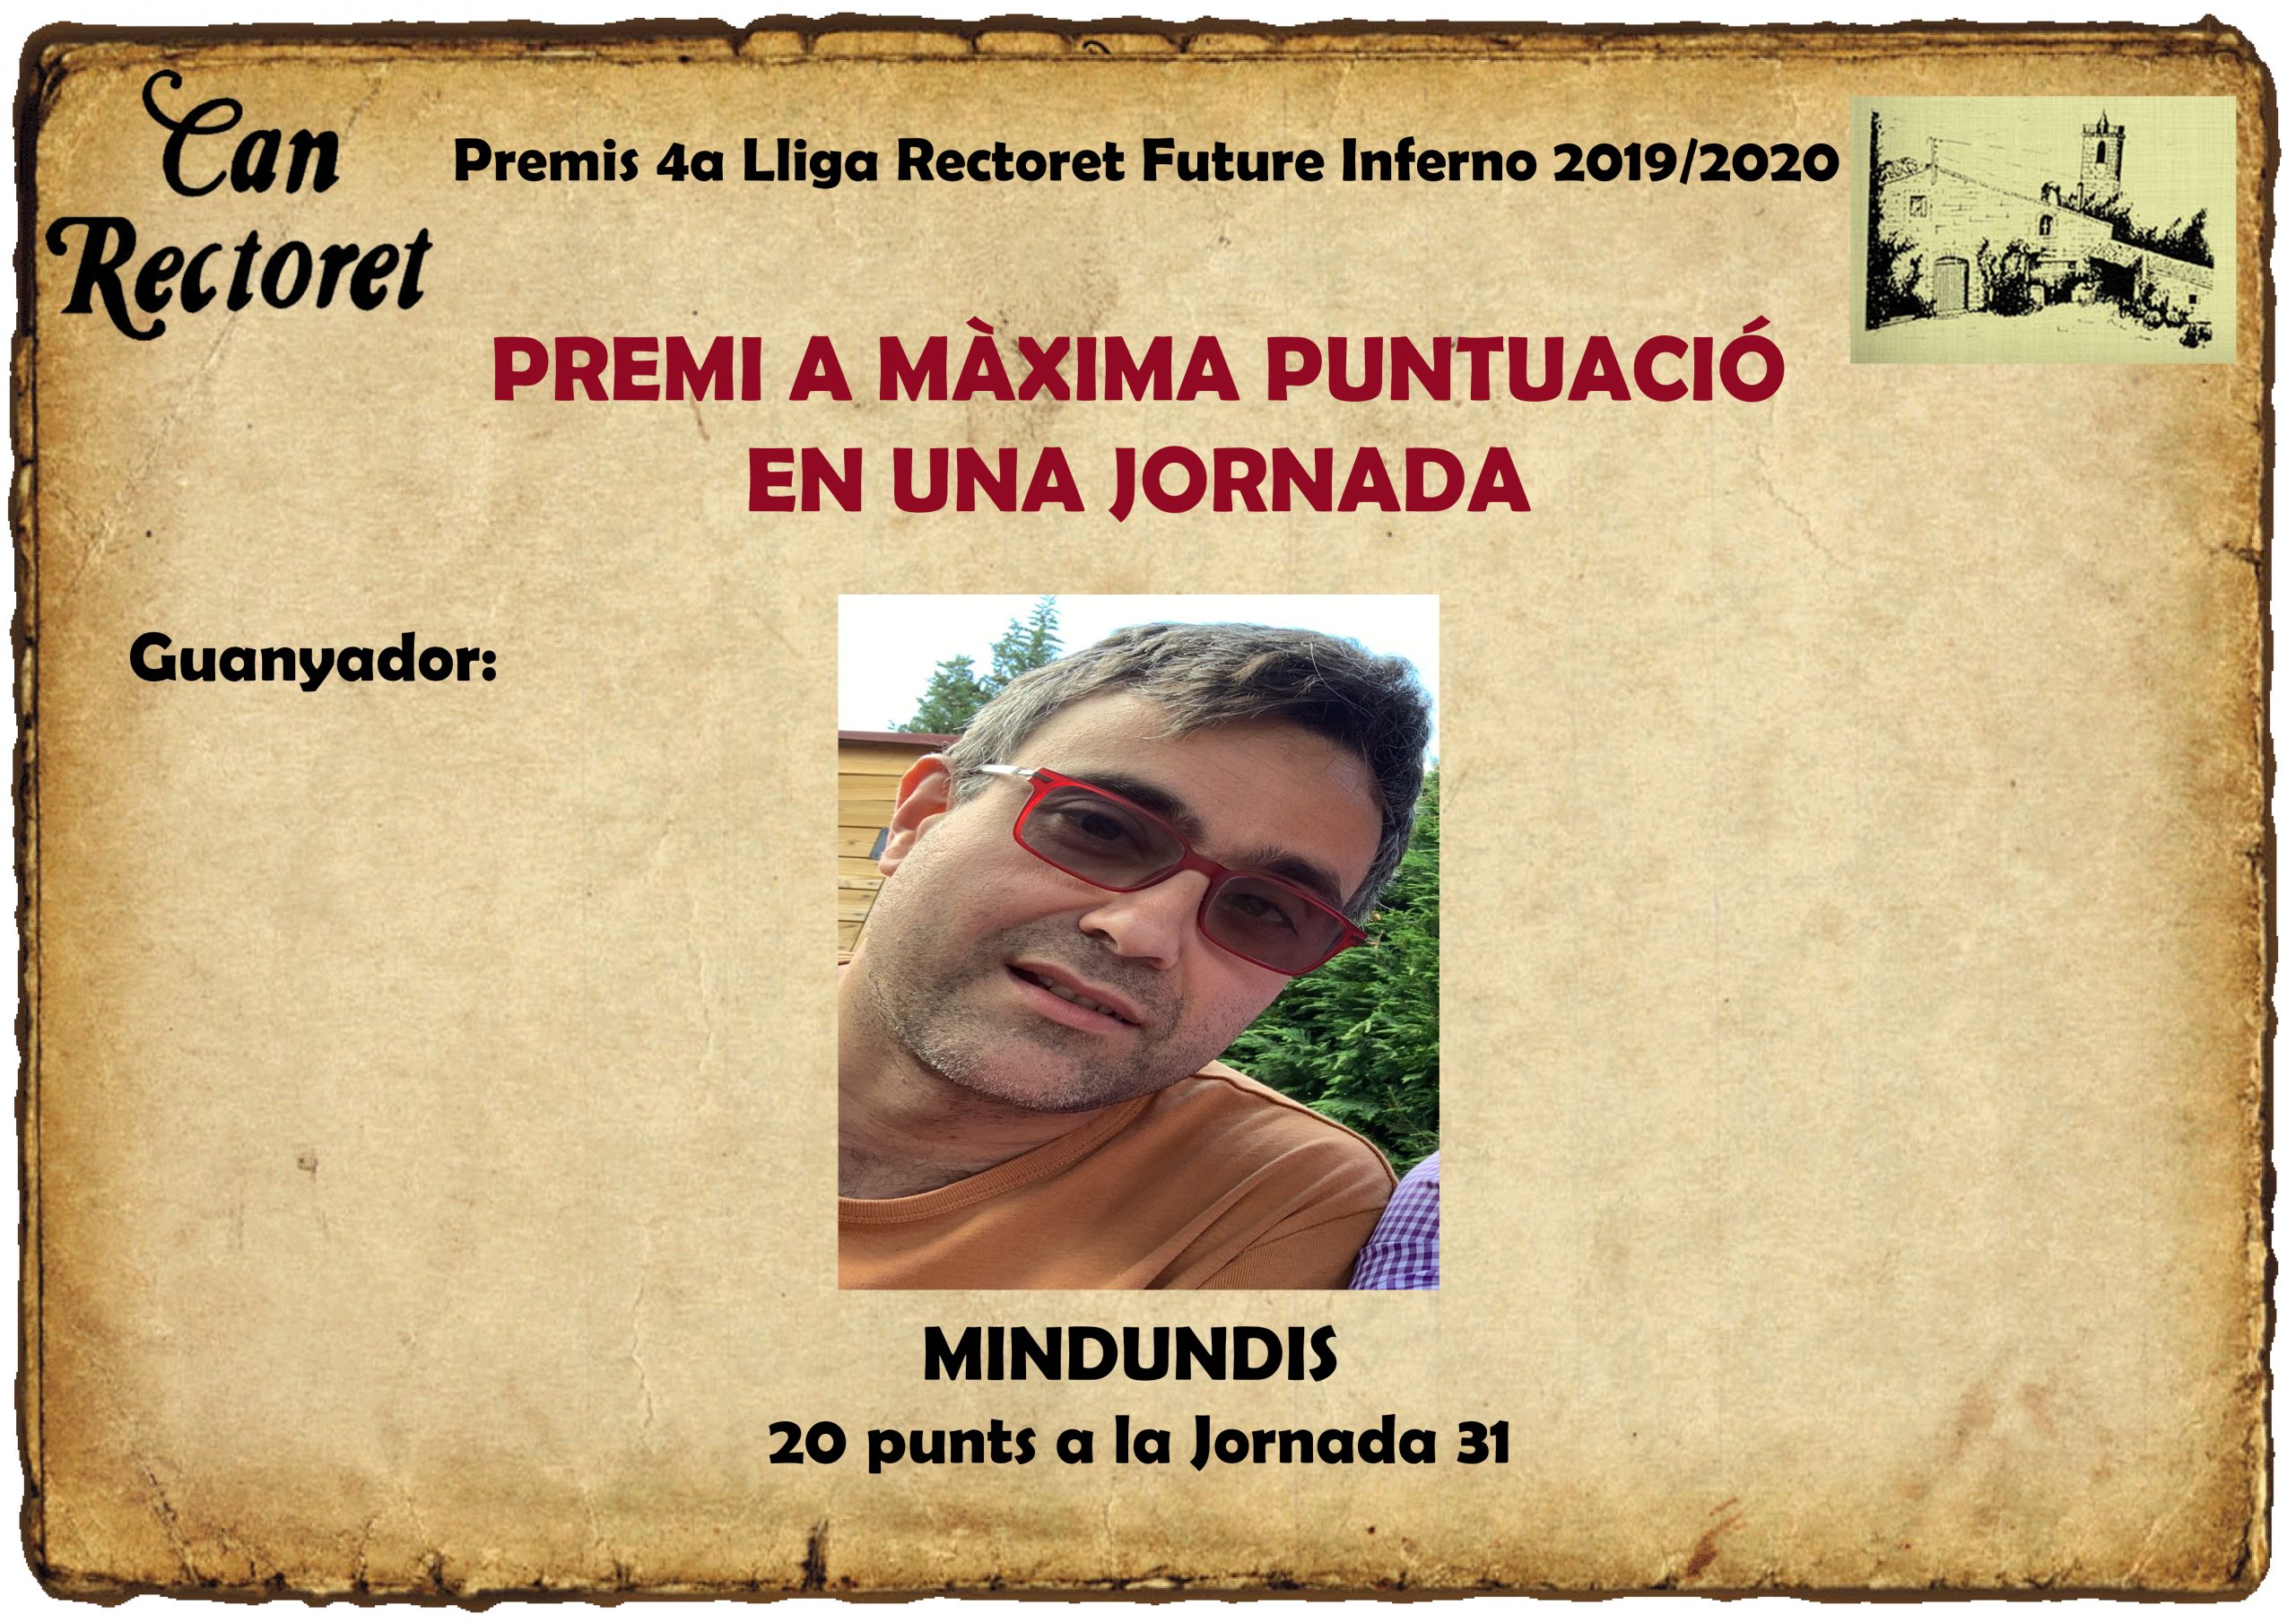 Can
Rectoret
Premis 4a Lliga Rectoret Future Inferno 2019/2020
PREMI A MÀXIMA PUNTUACIÓ
EN UNA JORNADA
Guanyador:
MINDUNDIS
20 punts a la Jornada 31